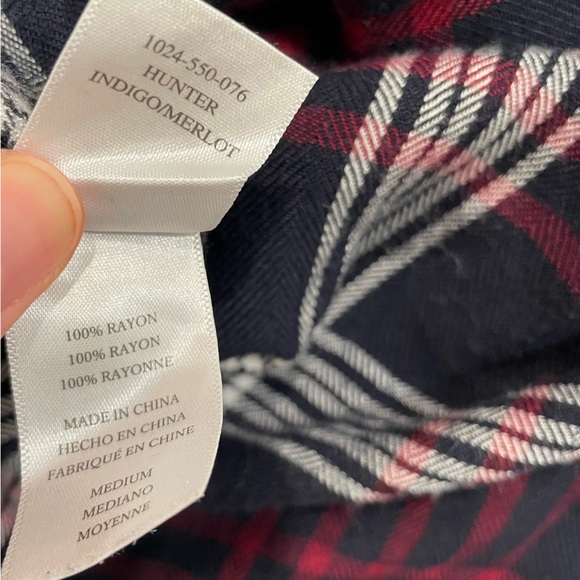 1024-550-076
HUNTER
INDIGO/MERLOT
100% RAYON
100% RAYON
100% RAYONNE
MADE IN CHINA
HECHO EN CHINA
FABRIQUÉ EN CHINE
MEDIUM
MEDIANO
MOYENNE